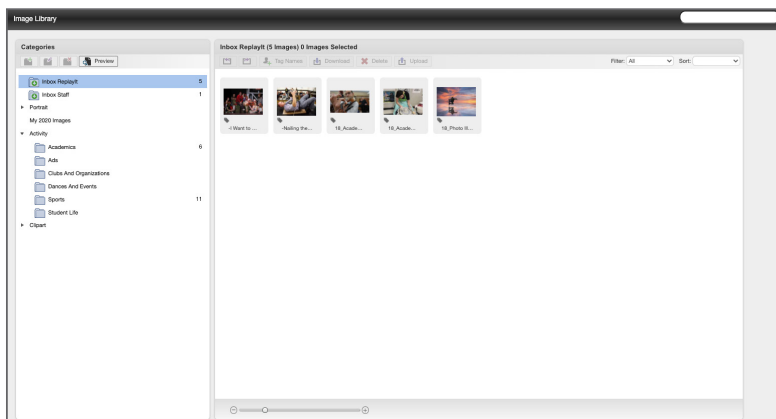 Image Library
Categories
Preview
Inbox ReplayIt 5
Inbox Staff 1
Portrait
My 2020 Images
Activity
Academics 6
Ads
Clubs And Organizations
Dances And Events
Sports 11
Student Life
Clipart
Inbox ReplayIt (5 Images) 0 Images Selected
Tag Names Download Delete Upload Filter: All Sort:
-I Want to ... -Nailing the... 18_Acade... 18_Acade... 18_Photo Ill...